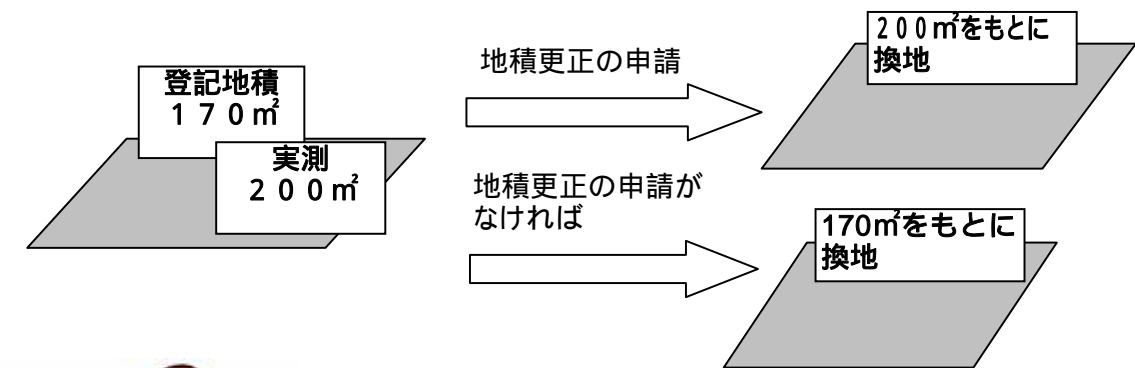 登記地積
１７０㎡
実測
２００㎡
地積更正の申請
２００㎡をもとに
換地
地積更正の申請が
なければ
170㎡をもとに
換地